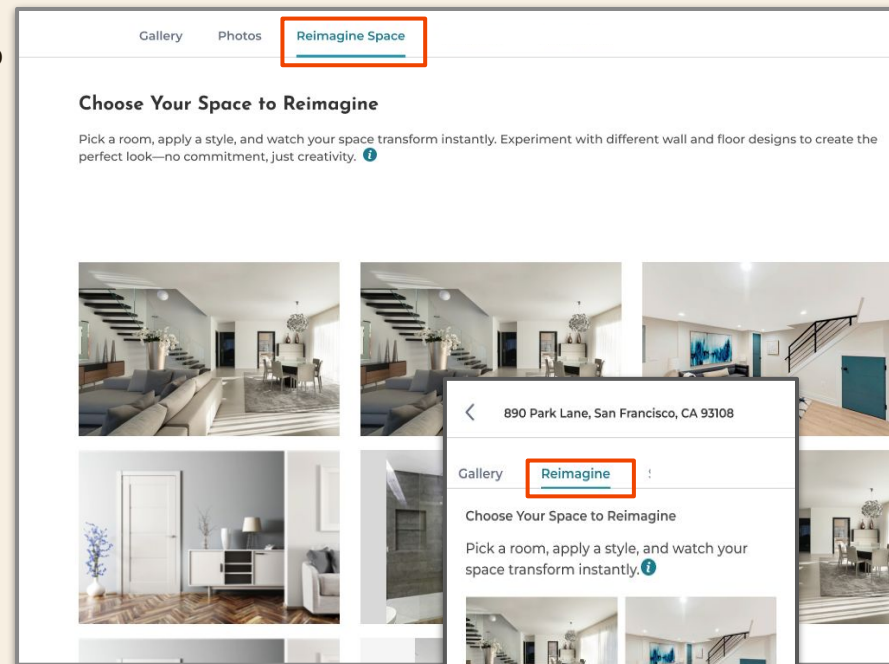 Gallery Photos Reimagine Space
Choose Your Space to Reimagine
Pick a room, apply a style, and watch your space transform instantly. Experiment with different wall and floor designs to create the
perfect look—no commitment, just creativity. i
890 Park Lane, San Francisco, CA 93108
Gallery Reimagine
Choose Your Space to Reimagine
Pick a room, apply a style, and watch your
space transform instantly. i